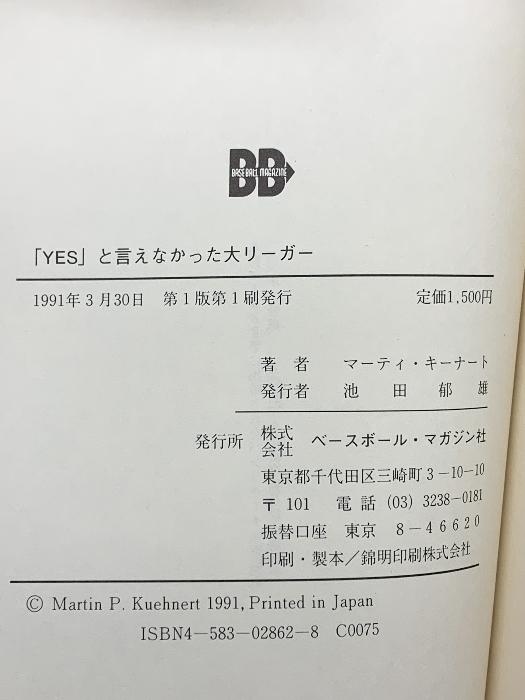 BB
BASEBALL MAGAZINE
「YES」と言えなかった大リーガー
1991年3月30日 第1版第1刷発行 定価1,500円
著者 マーティ・キーナート
発行者 池田郁雄
発行所 株式会社 ベースボール・マガジン社
東京都千代田区三崎町3-10-10
〒101 電話 (03) 3238-0181
振替口座 東京 8-46620
印刷・製本/錦明印刷株式会社
© Martin P. Kuehnert 1991, Printed in Japan
ISBN4-583-02862-8 C0075